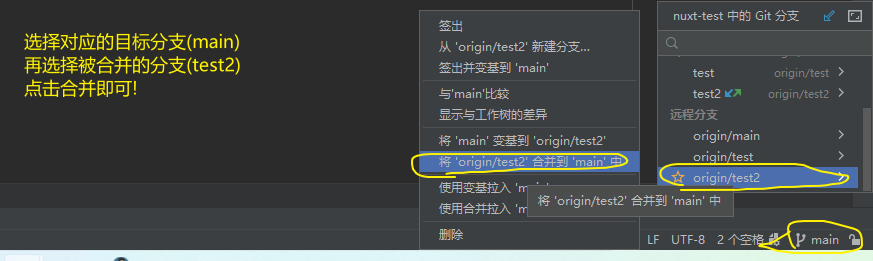 选择对应的目标分支(main)
再选择被合并的分支(test2)
点击合并即可!
签出
从 'origin/test2' 新建分支...
签出并变基到 'main'
与'main'比较
显示与工作树的差异
将 'main' 变基到 'origin/test2'
将 'origin/test2' 合并到 'main' 中
使用变基拉入
使用合并拉入
删除
将 'origin/test2' 合并到 'main' 中
nuxt-test 中的 Git 分支
test origin/test
test2 origin/test2
远程分支
origin/main
origin/test
origin/test2
LF UTF-8 2 个空格 main